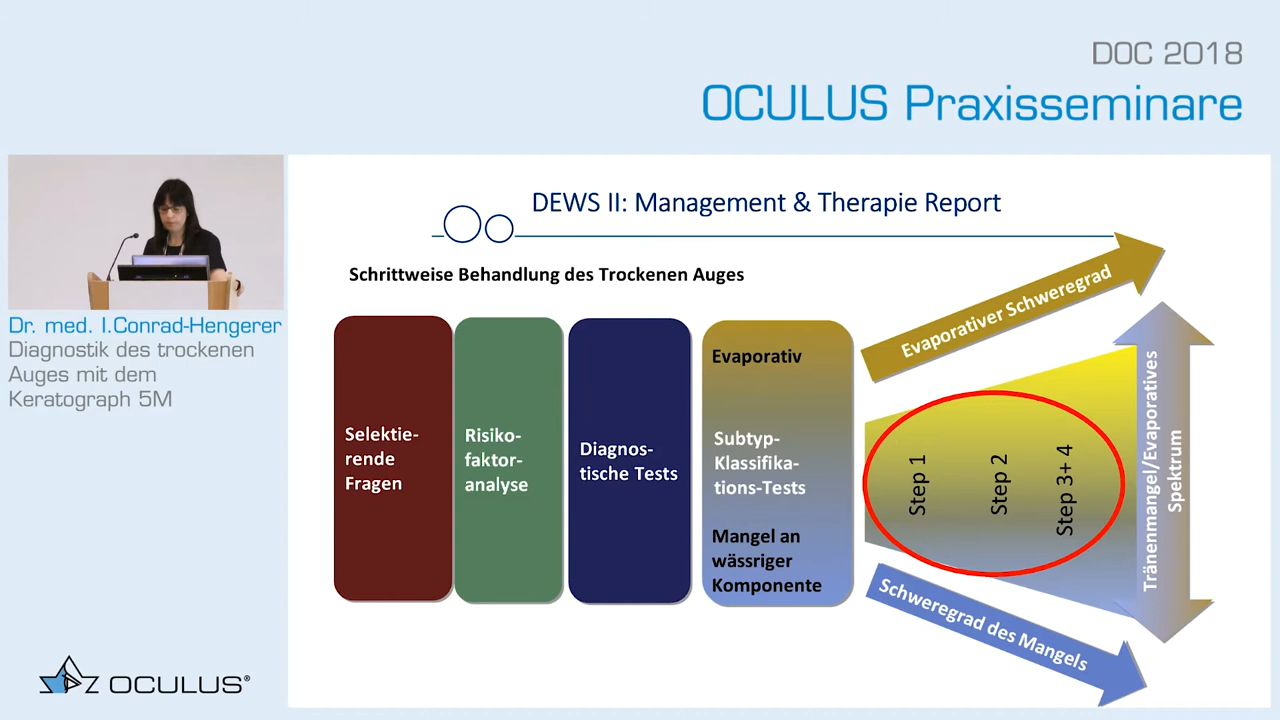 DOC 2018
OCULUS Praxisseminare
Dr. med. I.Conrad-Hengerer
Diagnostik des trockenen
Auges mit dem
Keratograph 5M
OCULUS®
DEWS II: Management & Therapie Report
Schrittweise Behandlung des Trockenen Auges
Selektie-
rende
Fragen
Risiko-
faktor-
analyse
Diagnos-
tische Tests
Evaporativ
Subtyp-
Klassifika-
tions-Tests
Mangel an
wässriger
Komponente
Evaporativer Schweregrad
Step 1
Step 2
Step 3+ 4
Schweregrad des Mangels
Tränenmangel/Evaporatives
Spektrum